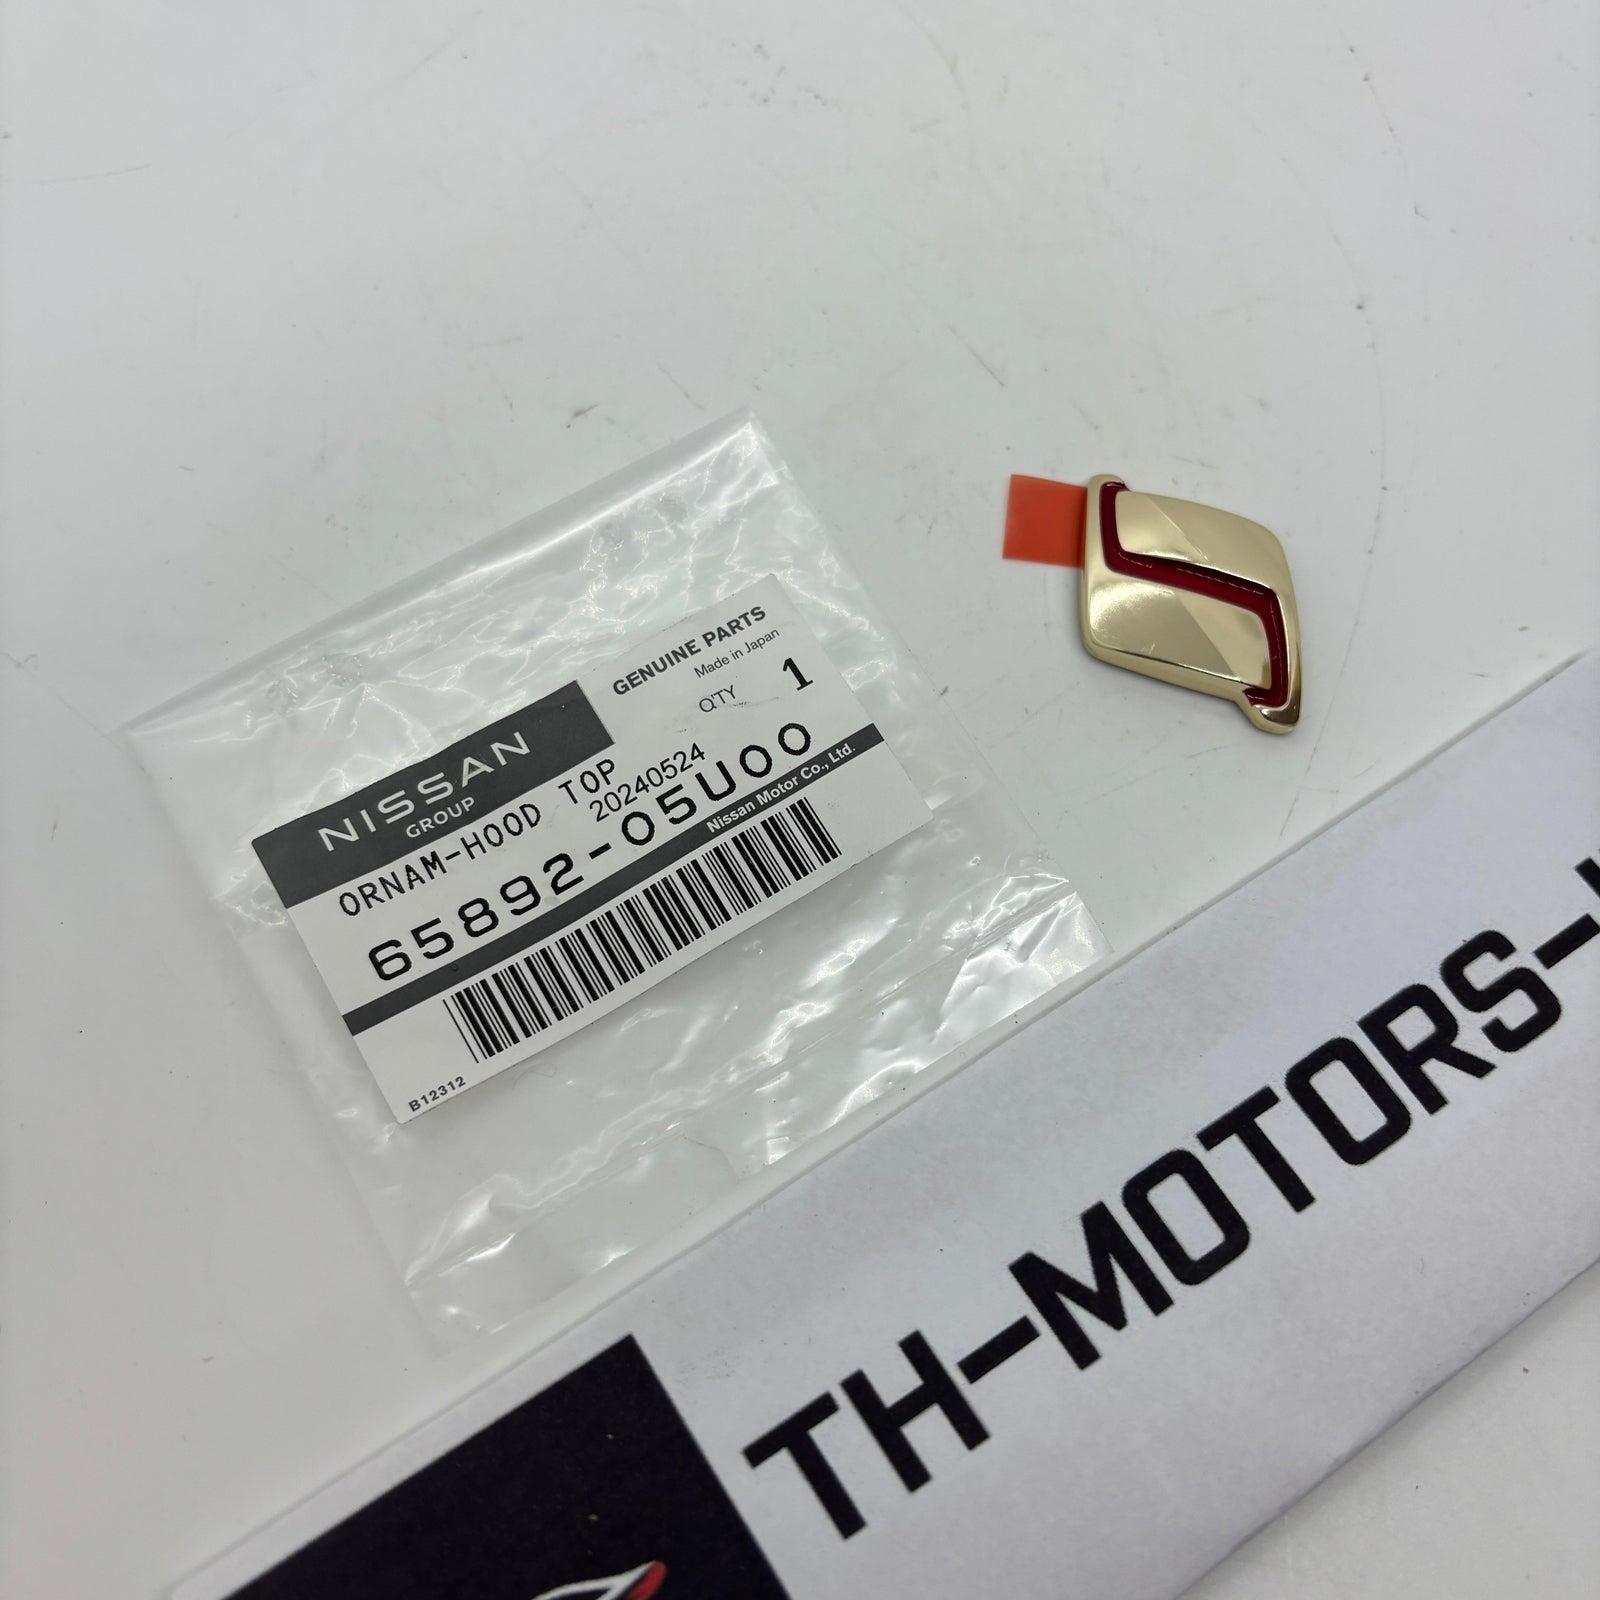 NISSAN
GROUP
GENUINE PARTS
Made in Japan
Q'TY 1
ORNAM-HOOD TOP
20240524
65892-05U00
Nissan Motor Co., Ltd.
B12312
TH-MOTORS-